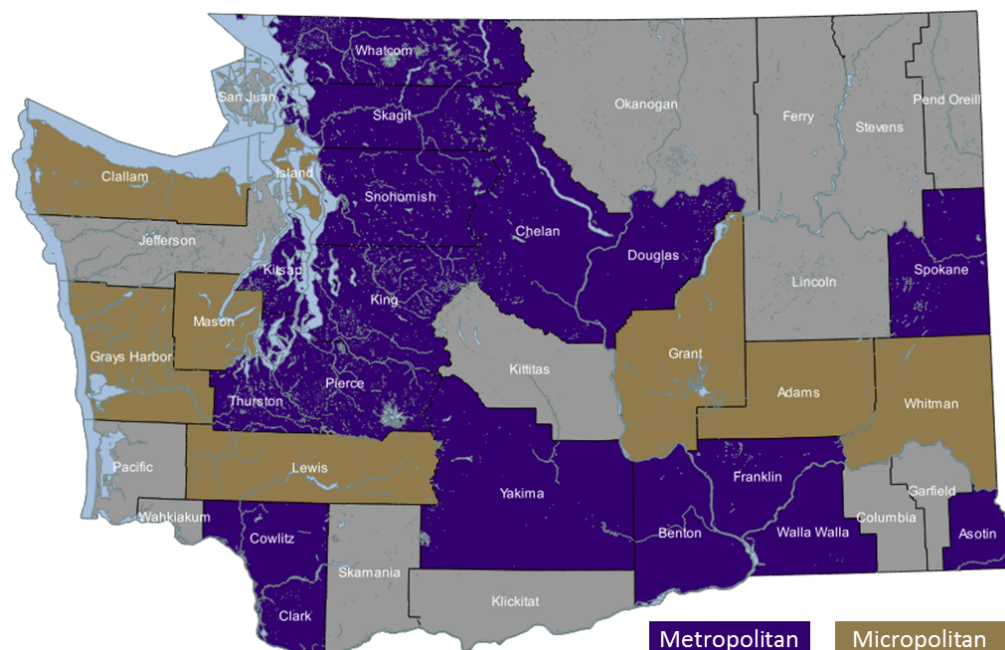 Whatcom
San Juan
Skagit
Okanogan
Ferry
Stevens
Pend Oreill
Clallam
Island
Snohomish
Jefferson
Chelan
Douglas
Kitsap
King
Lincoln
Spokane
Mason
Grays Harbor
Grant
Kittitas
Pierce
Adams
Thurston
Whitman
Pacific
Lewis
Yakima
Franklin
Garfield
Wahkiakum
Columbia
Cowlitz
Benton
Walla Walla
Asotin
Skamania
Klickitat
Clark
Metropolitan
Micropolitan